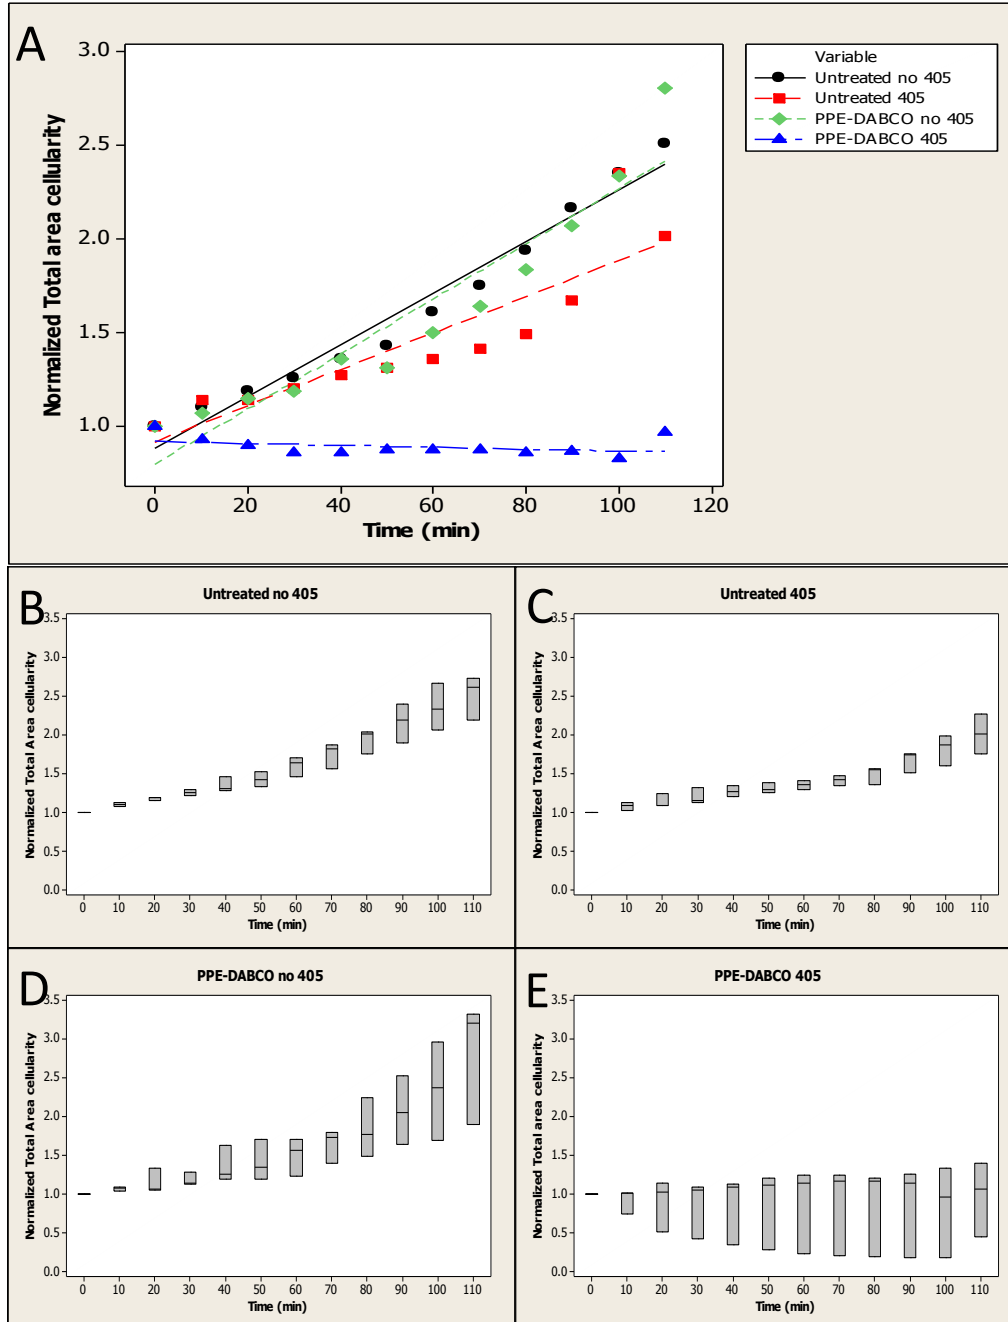 A
Normalized Total area cellularity
3.0
2.5
2.0
1.5
1.0
0 20 40 60 80 100 120
Time (min)
Variable
Untreated no 405
Untreated 405
PPE-DABCO no 405
PPE-DABCO 405
B
Untreated no 405
Normalized Total Area cellularity
3.5
3.0
2.5
2.0
1.5
1.0
0.5
0.0
0 10 20 30 40 50 60 70 80 90 100 110
Time (min)
C
Untreated 405
Normalized Total Area cellularity
3.5
3.0
2.5
2.0
1.5
1.0
0.5
0.0
0 10 20 30 40 50 60 70 80 90 100 110
Time (min)
D
PPE-DABCO no 405
Normalized Total Area cellularity
3.5
3.0
2.5
2.0
1.5
1.0
0.5
0.0
0 10 20 30 40 50 60 70 80 90 100 110
Time (min)
E
PPE-DABCO 405
Normalized Total area cellularity
3.5
3.0
2.5
2.0
1.5
1.0
0.5
0.0
0 10 20 30 40 50 60 70 80 90 100 110
Time (min)